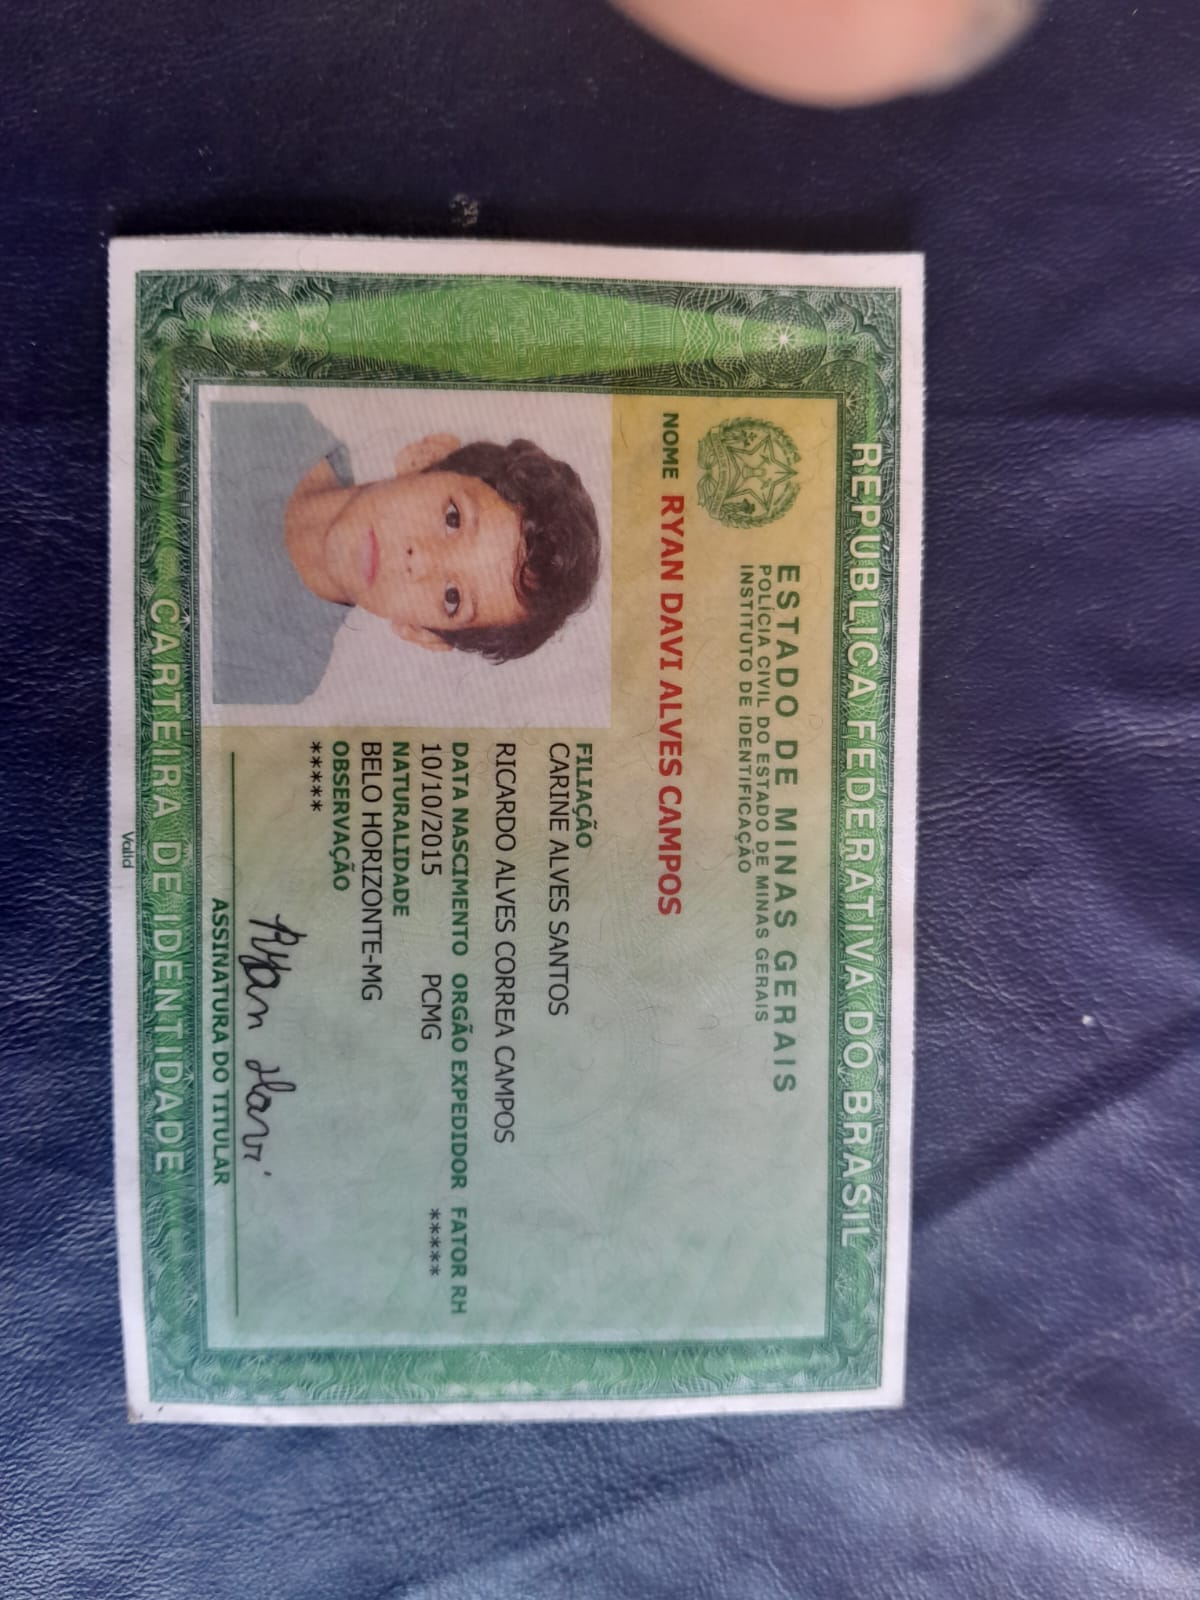 REPÚBLICA FEDERATIVA DO BRASIL
ESTADO DE MINAS GERAIS
POLÍCIA CIVIL DO ESTADO DE MINAS GERAIS
INSTITUTO DE IDENTIFICAÇÃO
NOME RYAN DAVI ALVES CAMPOS
FILIAÇÃO
CARINE ALVES SANTOS
RICARDO ALVES CORREA CAMPOS
DATA NASCIMENTO ORGÃO EXPEDIDOR FATOR RH
10/10/2015 PCMG *****
NATURALIDADE
BELO HORIZONTE-MG
OBSERVAÇÃO
*****
Ryan Davi
ASSINATURA DO TITULAR
CARTEIRA DE IDENTIDADE
Valid